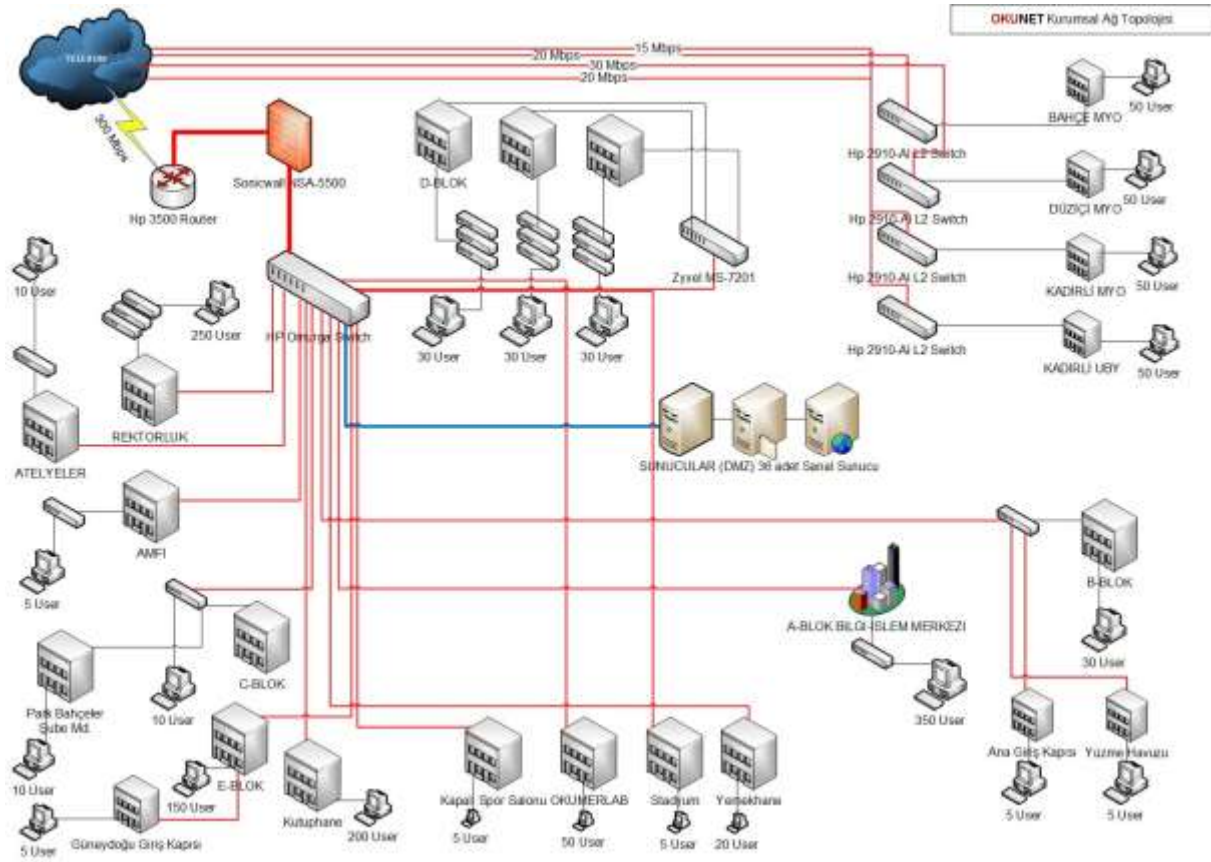 OKUNET Kurumsal Ağ Topolojisi
TELEKOM
15 Mbps
20 Mbps
30 Mbps
20 Mbps
300 Mbps
Hp 3500 Router
Sonicwall NSA-5500
D-BLOK
Zyxel MS-7201
Hp 2910-Al L2 Switch
BAHÇE MYO
50 User
Hp 2910-Al L2 Switch
DÜZİÇİ MYO
50 User
Hp 2910-Al L2 Switch
KADİRLİ MYO
50 User
Hp 2910-Al L2 Switch
KADİRLİ UBY
50 User
10 User
250 User
HP Omurga Switch
30 User
30 User
30 User
REKTORLUK
ATELYELER
SUNUCULAR (DMZ) 36 adet Sanal Sunucu
AMFI
5 User
B-BLOK
30 User
A-BLOK BILGI-ISLEM MERKEZI
350 User
C-BLOK
10 User
Park Bahçeler
Sube Md.
10 User
E-BLOK
150 User
Güneydoğu Giriş Kapısı
5 User
Kutuphane
200 User
Kapalı Spor Salonu
5 User
OKUMERLAB
50 User
Stadyum
5 User
Yemekhane
20 User
Ana Giriş Kapısı
5 User
Yuzme Havuzu
5 User